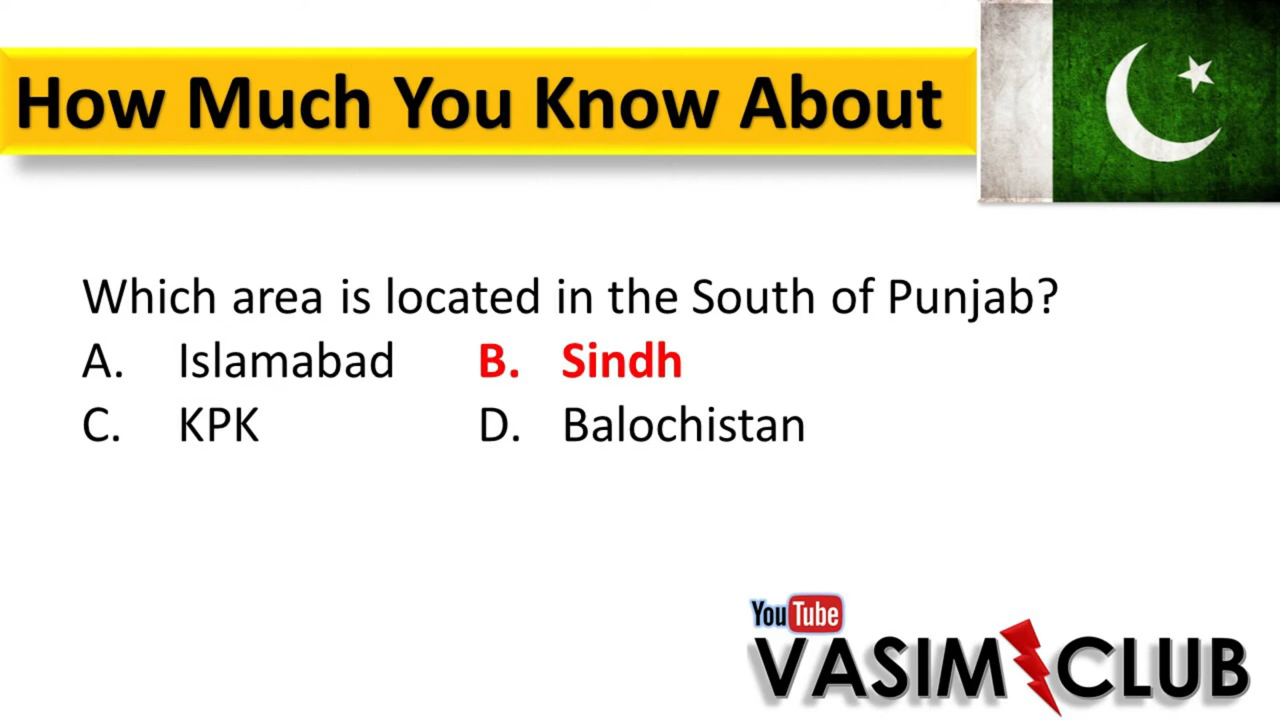 How Much You Know About
Which area is located in the South of Punjab?
A. Islamabad B. Sindh
C. KPK D. Balochistan
YouTube
VASIM CLUB